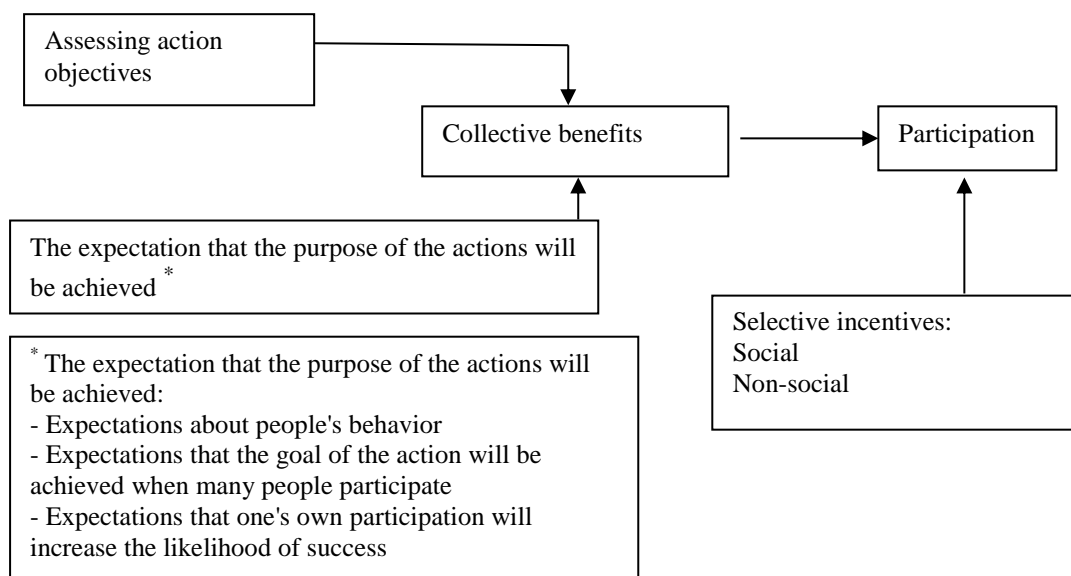 Assessing action
objectives
Collective benefits
Participation
The expectation that the purpose of the actions will
be achieved *
Selective incentives:
Social
Non-social
* The expectation that the purpose of the actions will
be achieved:
- Expectations about people's behavior
- Expectations that the goal of the action will be
achieved when many people participate
- Expectations that one's own participation will
increase the likelihood of success